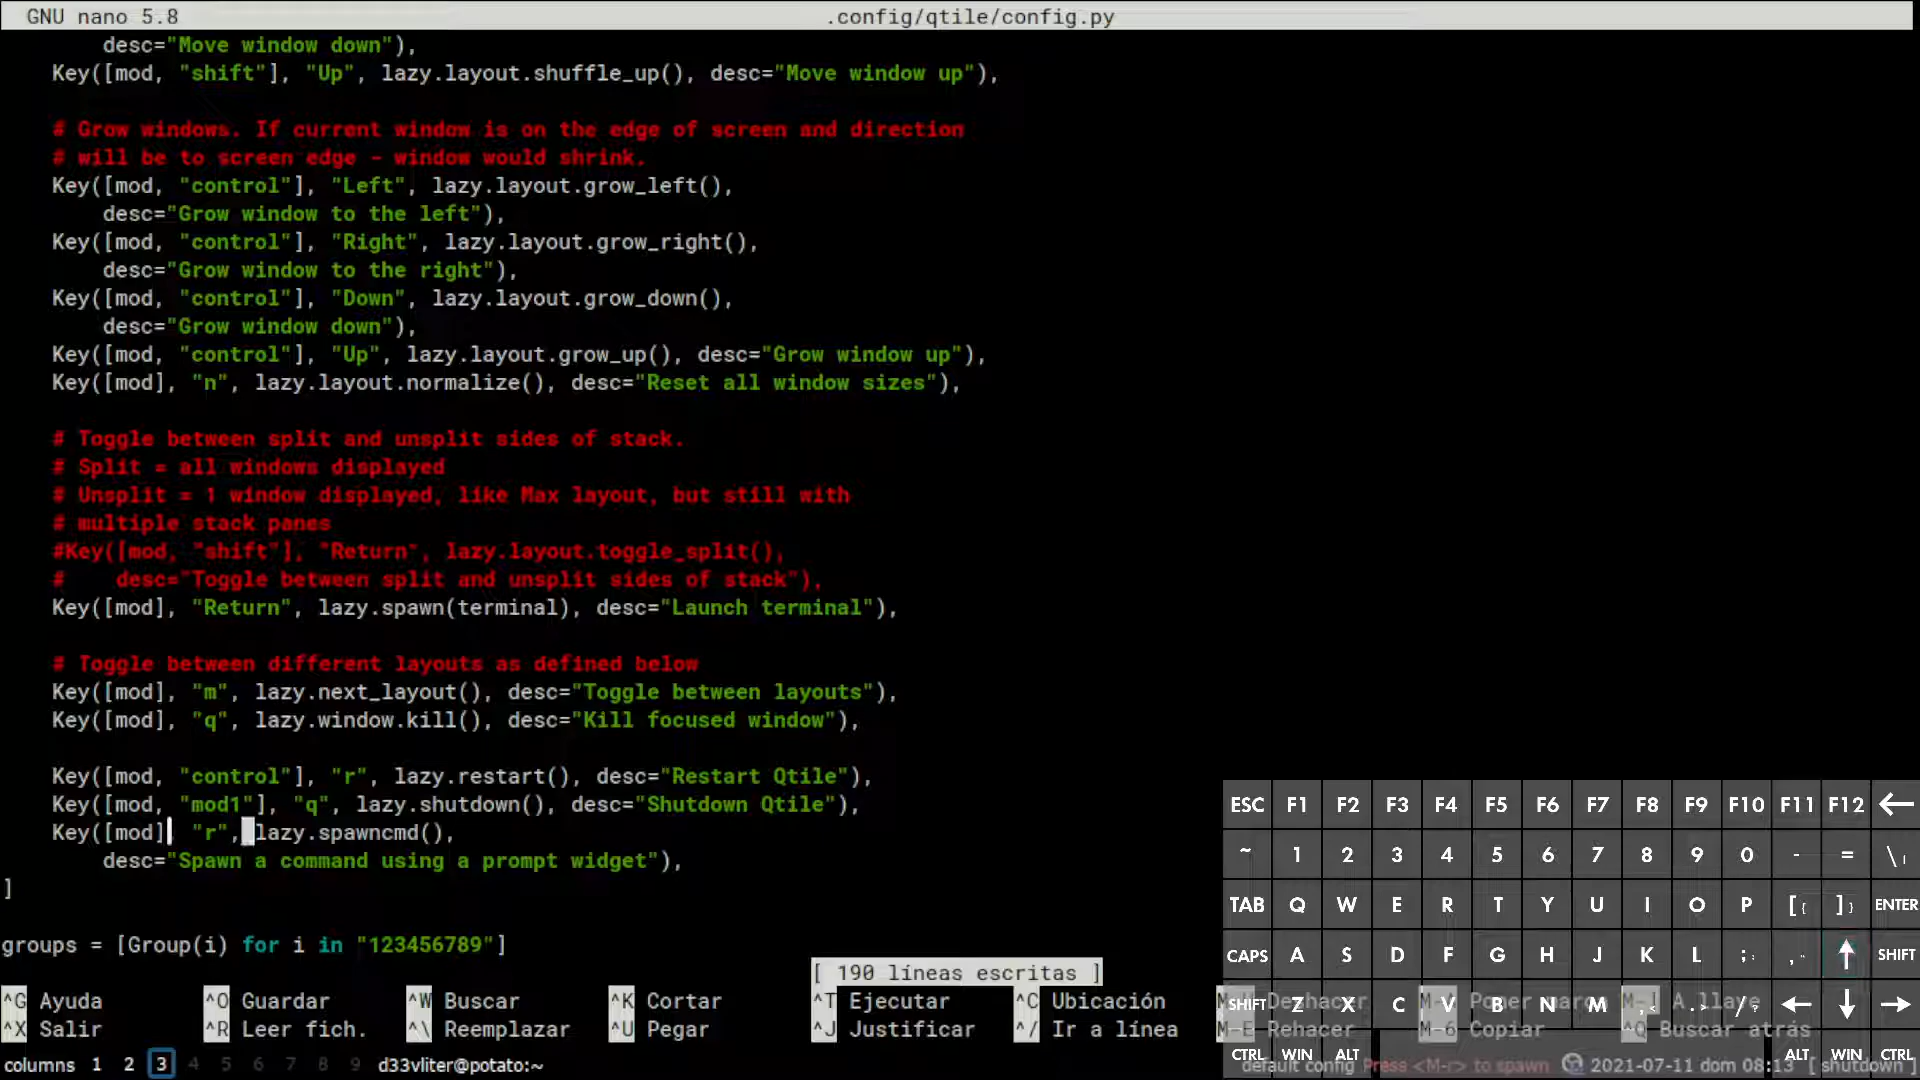 GNU nano 5.8 .config/qtile/config.py
desc="Move window down"),
Key([mod, "shift"], "Up", lazy.layout.shuffle_up(), desc="Move window up"),
# Grow windows. If current window is on the edge of screen and direction
# will be to screen edge - window would shrink.
Key([mod, "control"], "Left", lazy.layout.grow_left(),
desc="Grow window to the left"),
Key([mod, "control"], "Right", lazy.layout.grow_right(),
desc="Grow window to the right"),
Key([mod, "control"], "Down", lazy.layout.grow_down(),
desc="Grow window down"),
Key([mod, "control"], "Up", lazy.layout.grow_up(), desc="Grow window up"),
Key([mod], "n", lazy.layout.normalize(), desc="Reset all window sizes"),
# Toggle between split and unsplit sides of stack.
# Split = all windows displayed
# Unsplit = 1 window displayed, like Max layout, but still with
# multiple stack panes
#Key([mod, "shift"], "Return", lazy.layout.toggle_split(),
#    desc="Toggle between split and unsplit sides of stack"),
Key([mod], "Return", lazy.spawn(terminal), desc="Launch terminal"),
# Toggle between different layouts as defined below
Key([mod], "m", lazy.next_layout(), desc="Toggle between layouts"),
Key([mod], "q", lazy.window.kill(), desc="Kill focused window"),
Key([mod, "control"], "r", lazy.restart(), desc="Restart Qtile"),
Key([mod, "mod1"], "q", lazy.shutdown(), desc="Shutdown Qtile"),
Key([mod] "r", lazy.spawncmd(),
desc="Spawn a command using a prompt widget"),
]
groups = [Group(i) for i in "123456789"]
[ 190 líneas escritas ]
^G Ayuda ^O Guardar ^W Buscar ^K Cortar ^T Ejecutar ^C Ubicación
^X Salir ^R Leer fich. ^\ Reemplazar ^U Pegar ^J Justificar ^/ Ir a línea M-E Rehacer M-6 Copiar ^Q Buscar atrás
columns 1 2 3 4 5 6 7 8 9 d33vliter@potato:~ default config Press <M-r> to spawn 2021-07-11 dom 08:13 [ shutdown ]
ESC F1 F2 F3 F4 F5 F6 F7 F8 F9 F10 F11 F12 ←
~ 1 2 3 4 5 6 7 8 9 0 - = \|
TAB Q W E R T Y U I O P [{ ]} ENTER
CAPS A S D F G H J K L ;: ," ↑ SHIFT
SHIFT Z X C V B N M ,< .> /? ← ↓ →
CTRL WIN ALT ALT WIN CTRL